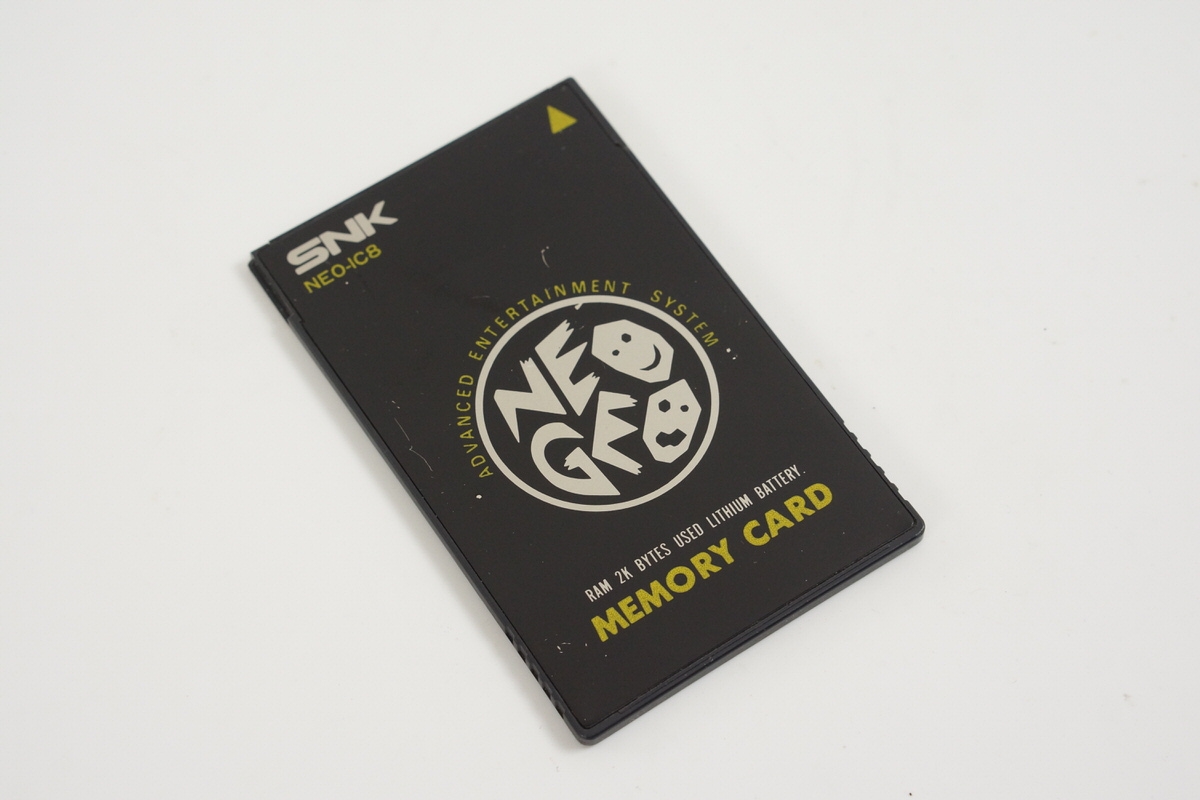 SNK
NEO-IC8
ADVANCED ENTERTAINMENT SYSTEM
NEO
GEO
RAM 2K BYTES USED LITHIUM BATTERY.
MEMORY CARD